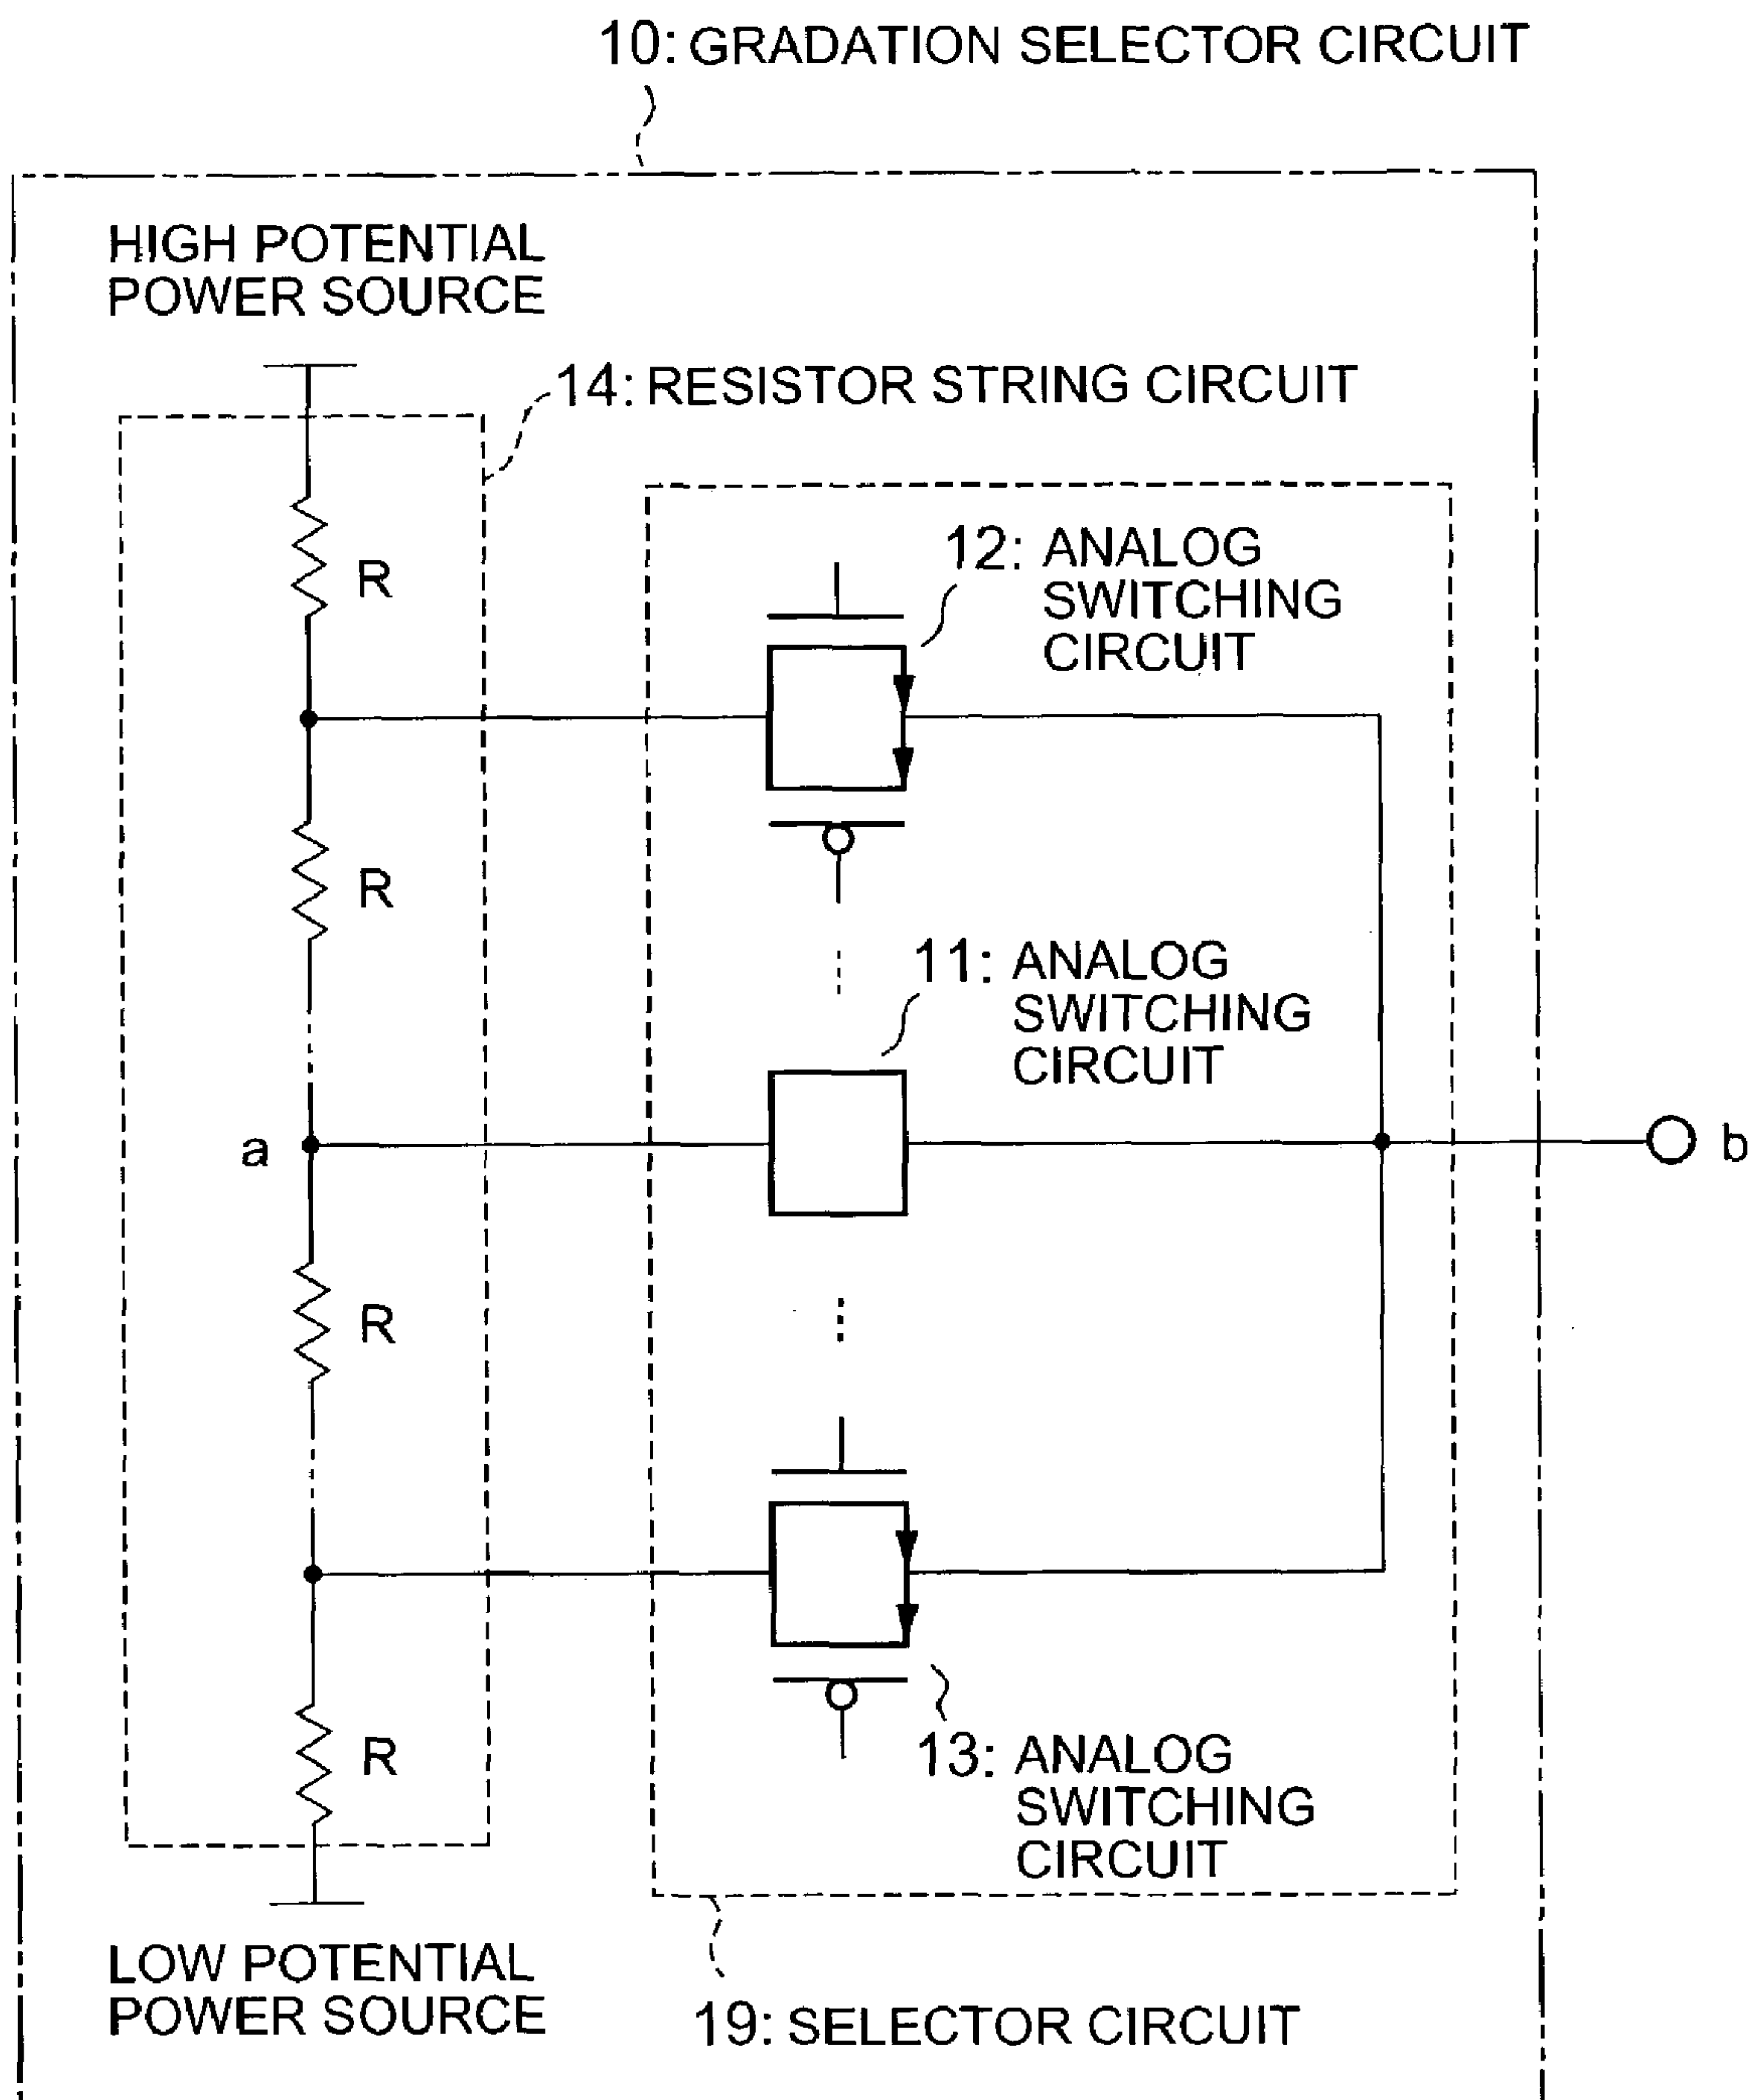 10: GRADATION SELECTOR CIRCUIT
HIGH POTENTIAL
POWER SOURCE
14: RESISTOR STRING CIRCUIT
R
12: ANALOG
SWITCHING
CIRCUIT
R
11: ANALOG
SWITCHING
CIRCUIT
a
b
R
R
13: ANALOG
SWITCHING
CIRCUIT
LOW POTENTIAL
POWER SOURCE
19: SELECTOR CIRCUIT